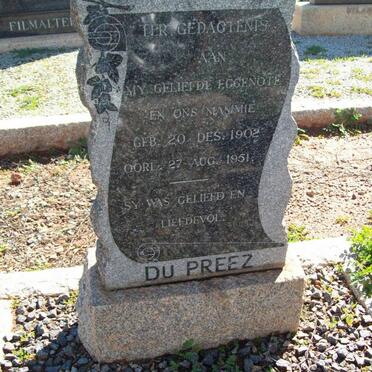 FILMALTER
TER GEDAGTENIS
AAN
MY GELIEFDE EGGENOTE
EN ONS MAMMIE
GEB. 20 DES. 1902
OORL. 27 AUG. 1951.
SY WAS GELIEFD EN
LIEFDEVOL.
DU PREEZ